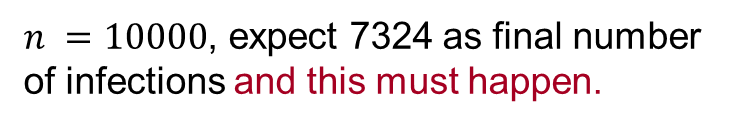 n = 10000, expect 7324 as final number
of infections and this must happen.